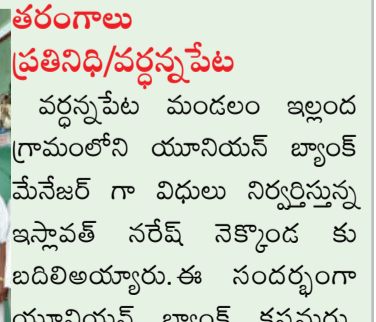 తరంగాలు
ప్రతినిధి/వర్ధన్నపేట
వర్ధన్నపేట మండలం ఇల్లంద
గ్రామంలోని యూనియన్ బ్యాంక్
మేనేజర్ గా విధులు నిర్వర్తిస్తున్న
ఇస్లావత్ నరేష్ నెక్కొండ కు
బదిలిఅయ్యారు. ఈ సందర్భంగా
యూనియన్ బ్యాంక్